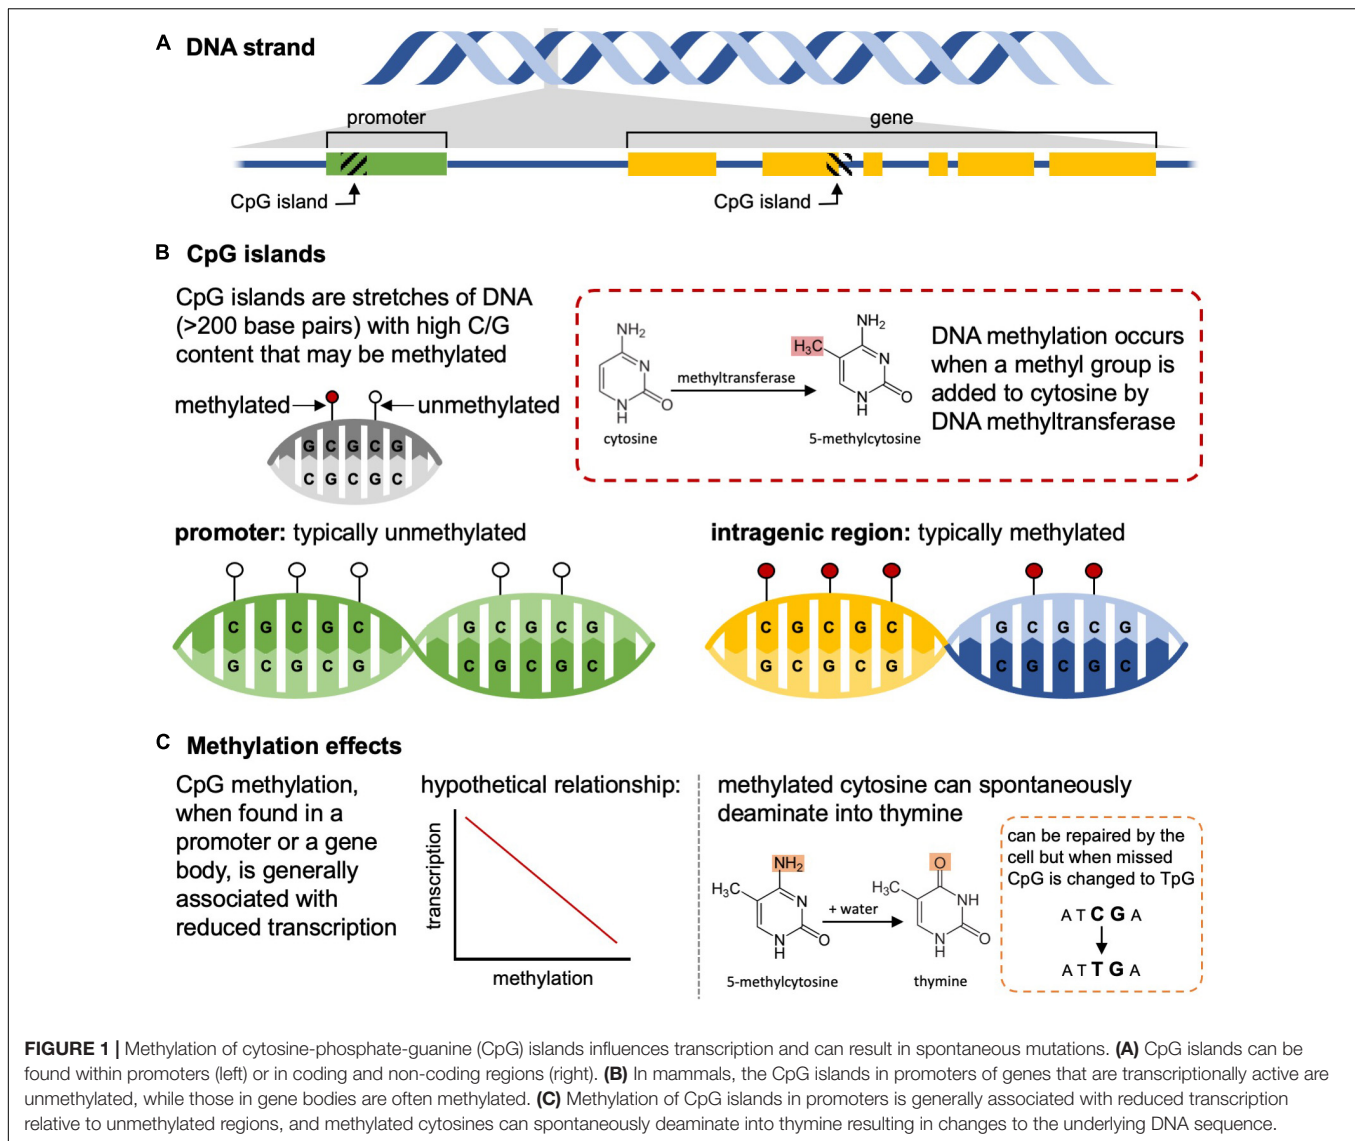 A DNA strand
promoter
gene
CpG island
CpG island
B CpG islands
CpG islands are stretches of DNA
(>200 base pairs) with high C/G
content that may be methylated
methylated
unmethylated
G C G C G
C G C G C
NH₂
N
N
H
O
cytosine
methyltransferase
H₃C
NH₂
N
N
H
O
5-methylcytosine
DNA methylation occurs
when a methyl group is
added to cytosine by
DNA methyltransferase
promoter: typically unmethylated
C G C G C
G C G C G
G C G C G
C G C G C
intragenic region: typically methylated
C G C G C
G C G C G
G C G C G
C G C G C
C Methylation effects
CpG methylation,
when found in a
promoter or a gene
body, is generally
associated with
reduced transcription
hypothetical relationship:
transcription
methylation
methylated cytosine can spontaneously
deaminate into thymine
NH₂
H₃C
N
N
H
O
5-methylcytosine
+ water
O
H₃C
NH
N
H
O
thymine
can be repaired by the
cell but when missed
CpG is changed to TpG
A T C G A
A T T G A
FIGURE 1 | Methylation of cytosine-phosphate-guanine (CpG) islands influences transcription and can result in spontaneous mutations. (A) CpG islands can be
found within promoters (left) or in coding and non-coding regions (right). (B) In mammals, the CpG islands in promoters of genes that are transcriptionally active are
unmethylated, while those in gene bodies are often methylated. (C) Methylation of CpG islands in promoters is generally associated with reduced transcription
relative to unmethylated regions, and methylated cytosines can spontaneously deaminate into thymine resulting in changes to the underlying DNA sequence.